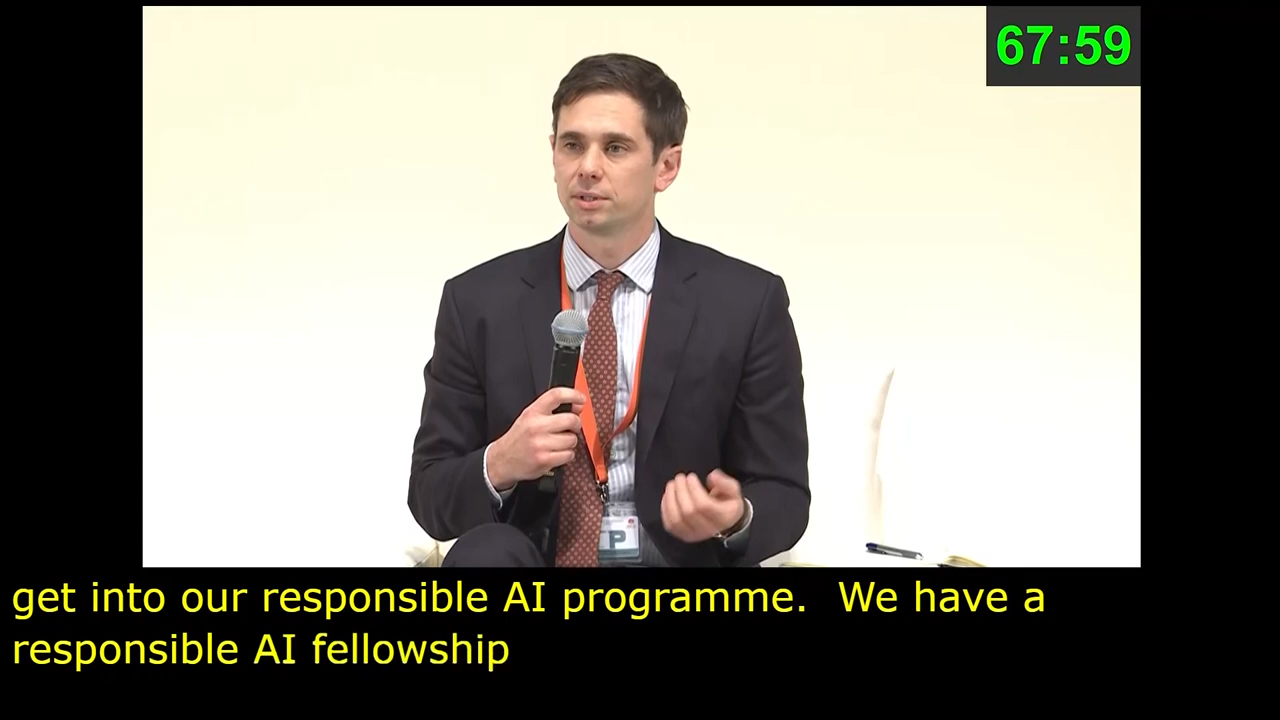 67:59
P
get into our responsible AI programme.  We have a
responsible AI fellowship